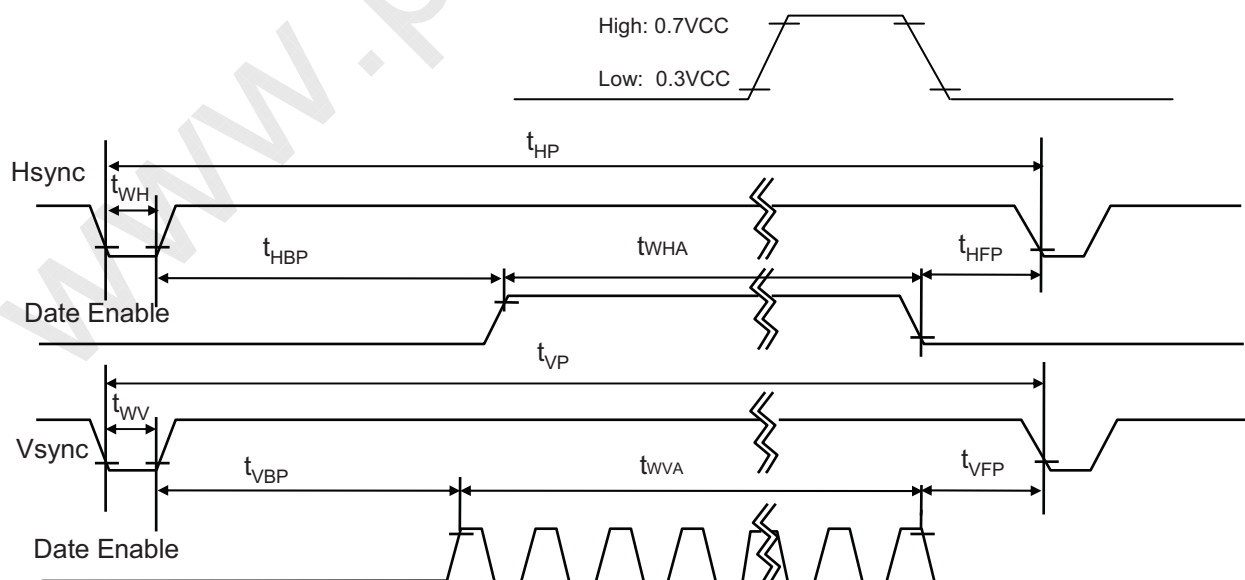 High: 0.7VCC
Low: 0.3VCC
tHP
Hsync
tWH
tHBP
tWHA
tHFP
Date Enable
tVP
tWV
Vsync
tVBP
tWVA
tVFP
Date Enable
www.p